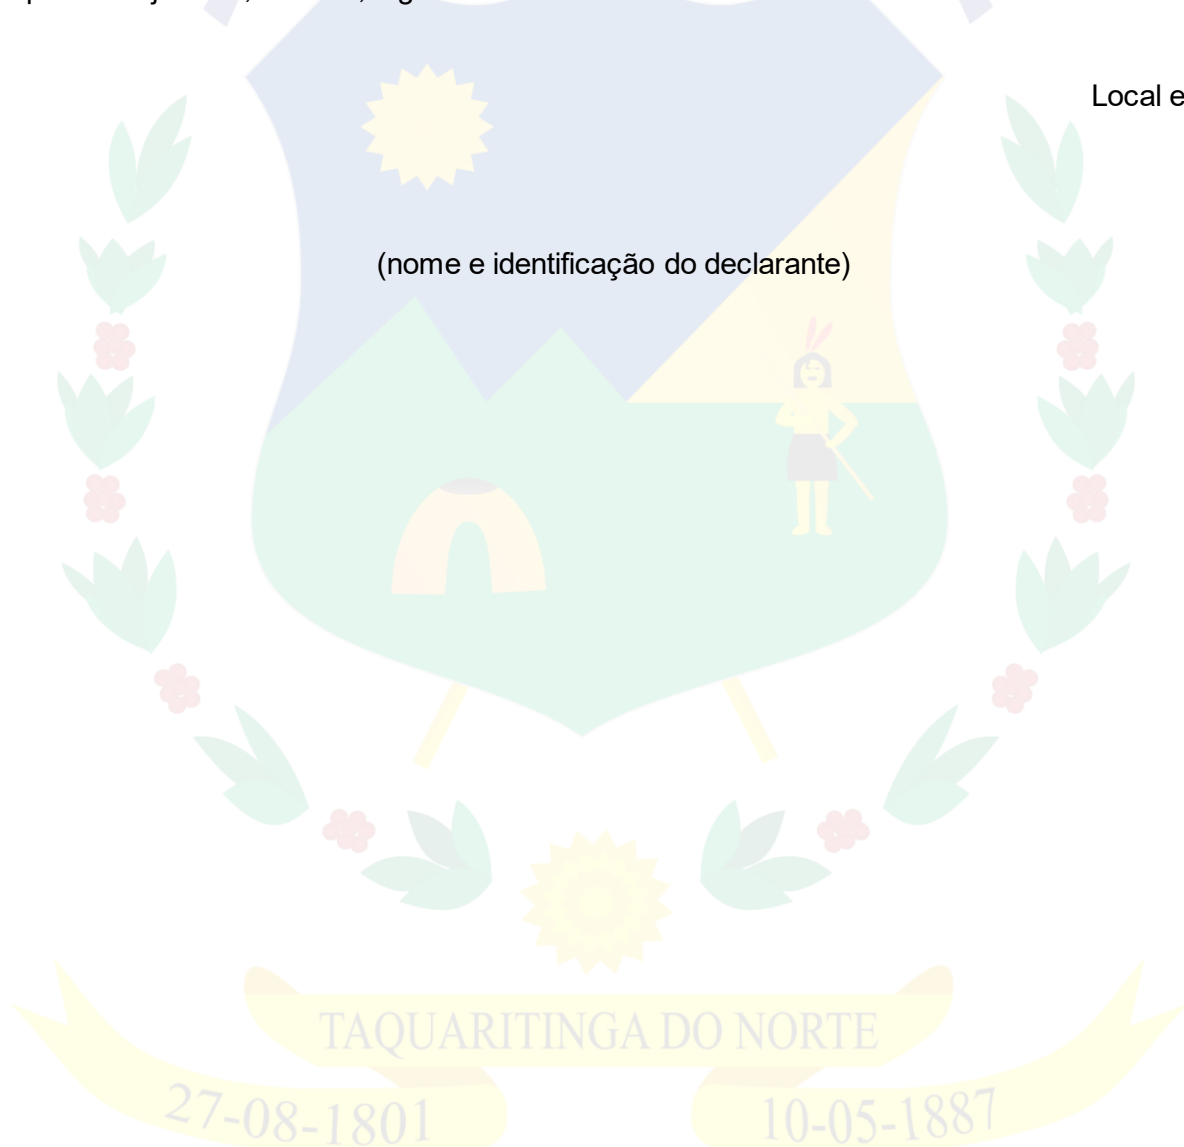 Local e
(nome e identificação do declarante)
TAQUARITINGA DO NORTE
27-08-1801
10-05-1887